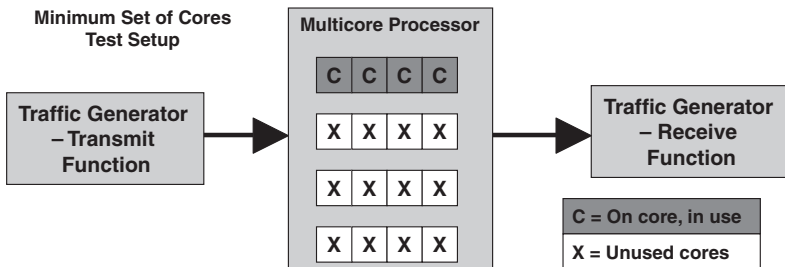 Minimum Set of Cores
Test Setup
Multicore Processor
C C C C
X X X X
X X X X
X X X X
Traffic Generator
– Transmit
Function
Traffic Generator
– Receive
Function
C = On core, in use
X = Unused cores